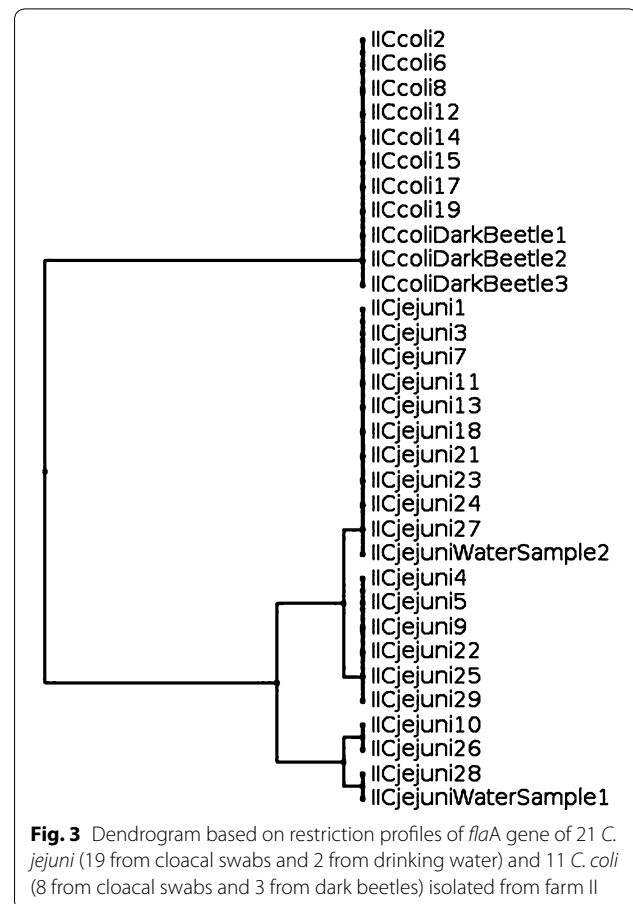 IICcoli2
IICcoli6
IICcoli8
IICcoli12
IICcoli14
IICcoli15
IICcoli17
IICcoli19
IICcoliDarkBeetle1
IICcoliDarkBeetle2
IICcoliDarkBeetle3
IICjejuni1
IICjejuni3
IICjejuni7
IICjejuni11
IICjejuni13
IICjejuni18
IICjejuni21
IICjejuni23
IICjejuni24
IICjejuni27
IICjejuniWaterSample2
IICjejuni4
IICjejuni5
IICjejuni9
IICjejuni22
IICjejuni25
IICjejuni29
IICjejuni10
IICjejuni26
IICjejuni28
IICjejuniWaterSample1
Fig. 3 Dendrogram based on restriction profiles of flaA gene of 21 C.
jejuni (19 from cloacal swabs and 2 from drinking water) and 11 C. coli
(8 from cloacal swabs and 3 from dark beetles) isolated from farm II